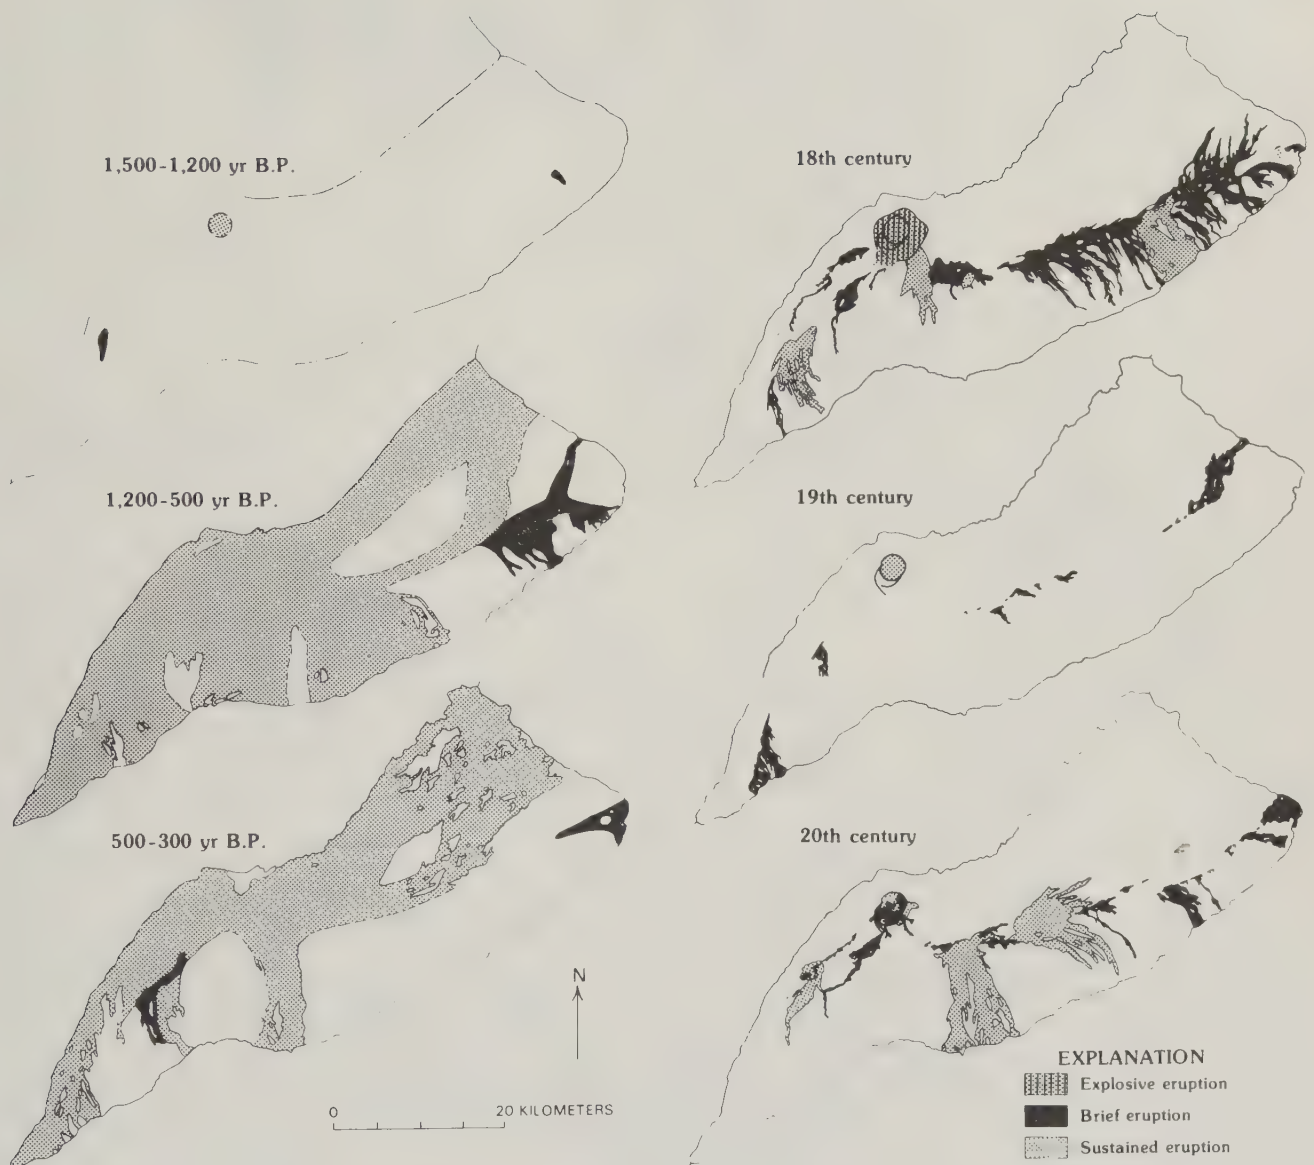 1,500-1,200 yr B.P.
1,200-500 yr B.P.
500-300 yr B.P.
N
0 20 KILOMETERS
18th century
19th century
20th century
EXPLANATION
Explosive eruption
Brief eruption
Sustained eruption